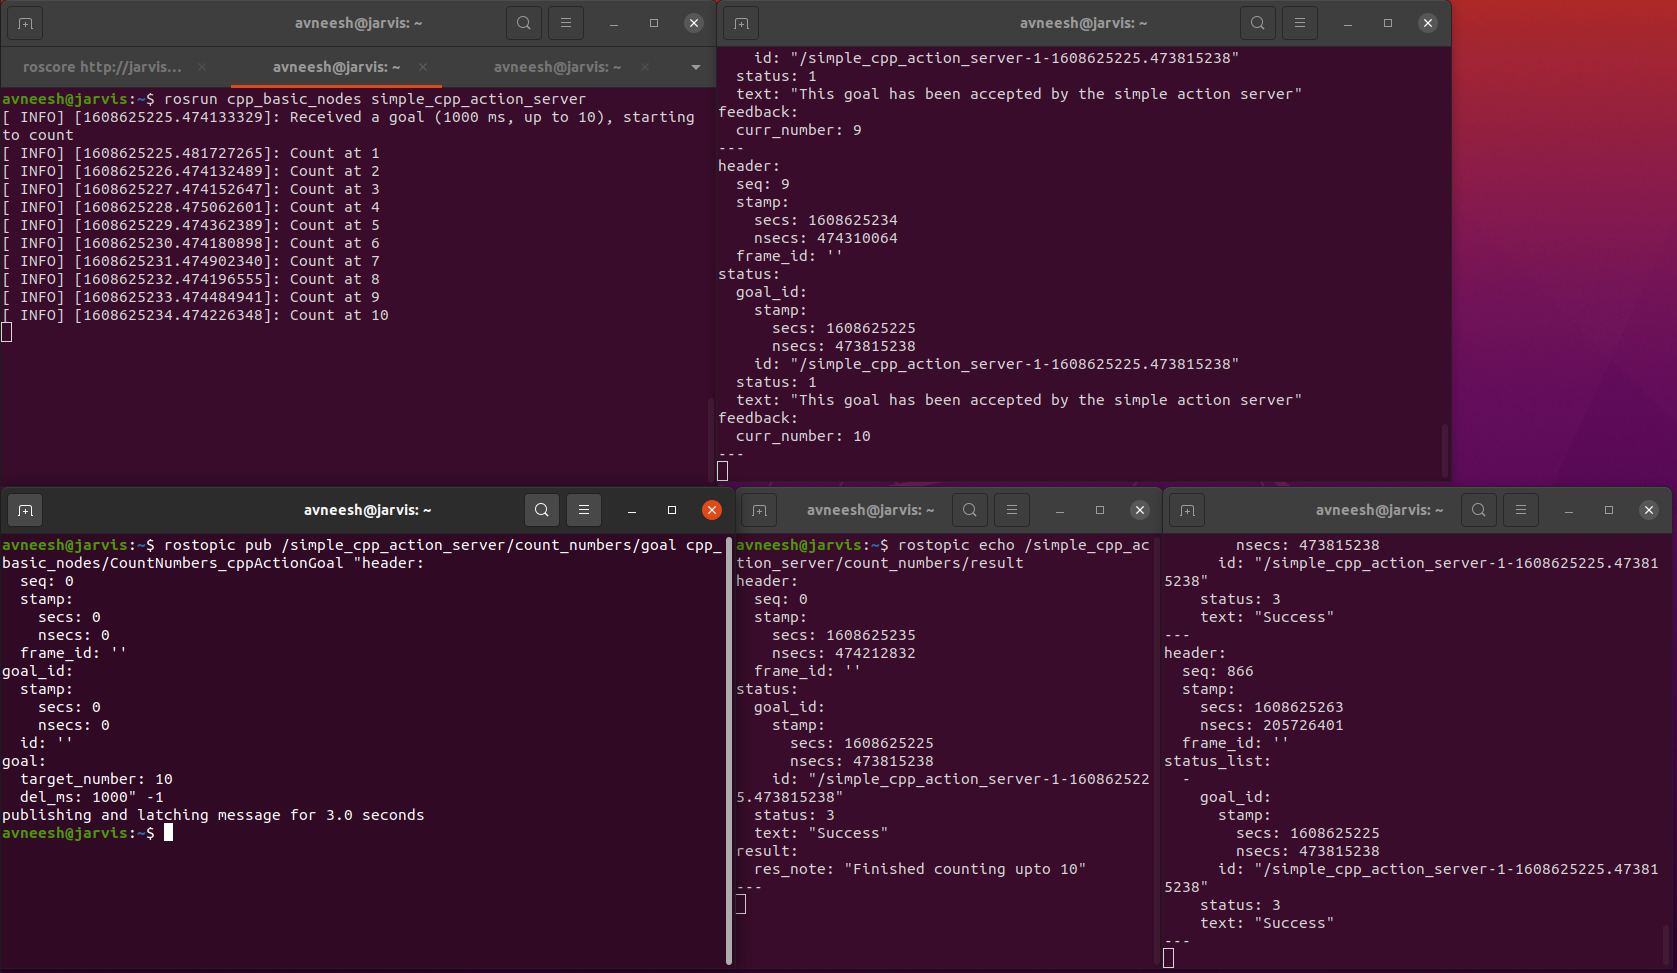 avneesh@jarvis: ~
roscore http://jarvis...
avneesh@jarvis: ~
avneesh@jarvis: ~
avneesh@jarvis:~$ rosrun cpp_basic_nodes simple_cpp_action_server
[ INFO] [1608625225.474133329]: Received a goal (1000 ms, up to 10), starting
to count
[ INFO] [1608625225.481727265]: Count at 1
[ INFO] [1608625226.474132489]: Count at 2
[ INFO] [1608625227.474152647]: Count at 3
[ INFO] [1608625228.475062601]: Count at 4
[ INFO] [1608625229.474362389]: Count at 5
[ INFO] [1608625230.474180898]: Count at 6
[ INFO] [1608625231.474902340]: Count at 7
[ INFO] [1608625232.474196555]: Count at 8
[ INFO] [1608625233.474484941]: Count at 9
[ INFO] [1608625234.474226348]: Count at 10
avneesh@jarvis: ~
    id: "/simple_cpp_action_server-1-1608625225.473815238"
  status: 1
  text: "This goal has been accepted by the simple action server"
feedback:
  curr_number: 9
---
header:
  seq: 9
  stamp:
    secs: 1608625234
    nsecs: 474310064
  frame_id: ''
status:
  goal_id:
    stamp:
      secs: 1608625225
      nsecs: 473815238
    id: "/simple_cpp_action_server-1-1608625225.473815238"
  status: 1
  text: "This goal has been accepted by the simple action server"
feedback:
  curr_number: 10
---
avneesh@jarvis: ~
avneesh@jarvis:~$ rostopic pub /simple_cpp_action_server/count_numbers/goal cpp_
basic_nodes/CountNumbers_cppActionGoal "header:
  seq: 0
  stamp:
    secs: 0
    nsecs: 0
  frame_id: ''
goal_id:
  stamp:
    secs: 0
    nsecs: 0
  id: ''
goal:
  target_number: 10
  del_ms: 1000" -1
publishing and latching message for 3.0 seconds
avneesh@jarvis:~$
avneesh@jarvis: ~
avneesh@jarvis:~$ rostopic echo /simple_cpp_ac
tion_server/count_numbers/result
header:
  seq: 0
  stamp:
    secs: 1608625235
    nsecs: 474212832
  frame_id: ''
status:
  goal_id:
    stamp:
      secs: 1608625225
      nsecs: 473815238
    id: "/simple_cpp_action_server-1-160862522
5.473815238"
  status: 3
  text: "Success"
result:
  res_note: "Finished counting upto 10"
---
avneesh@jarvis: ~
        nsecs: 473815238
      id: "/simple_cpp_action_server-1-1608625225.47381
5238"
    status: 3
    text: "Success"
---
header:
  seq: 866
  stamp:
    secs: 1608625263
    nsecs: 205726401
  frame_id: ''
status_list:
  -
    goal_id:
      stamp:
        secs: 1608625225
        nsecs: 473815238
      id: "/simple_cpp_action_server-1-1608625225.47381
5238"
    status: 3
    text: "Success"
---